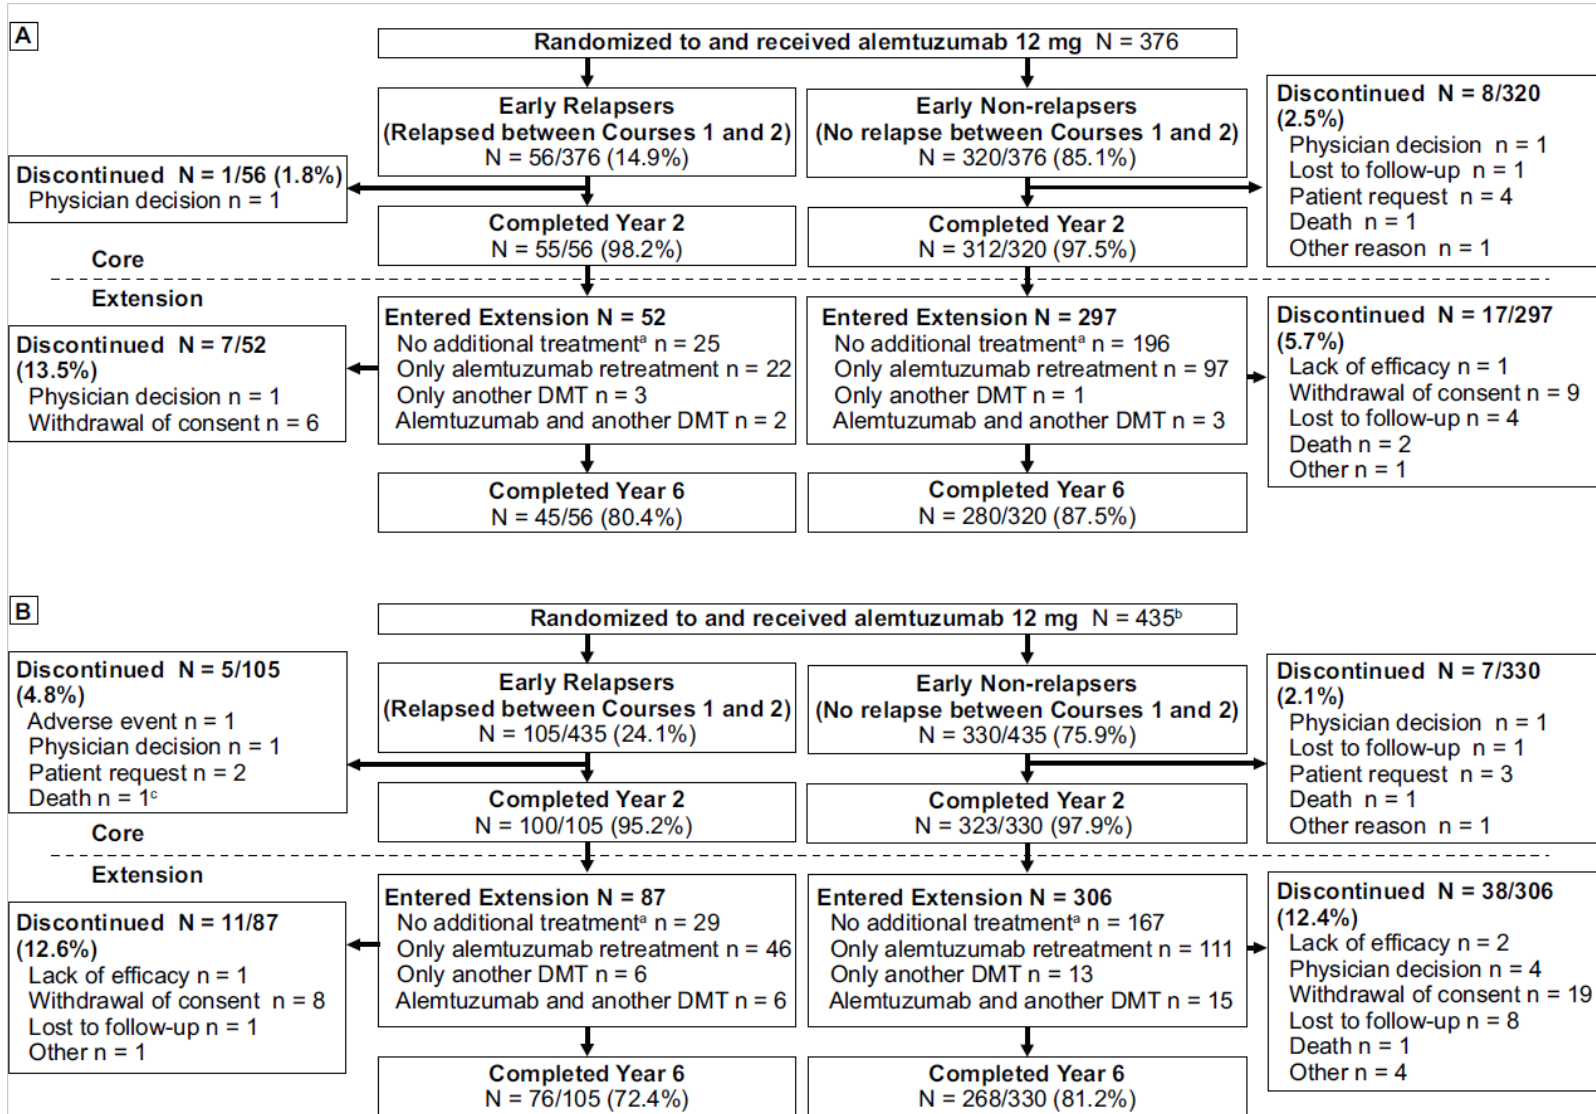 A
Randomized to and received alemtuzumab 12 mg N = 376
Early Relapsers
(Relapsed between Courses 1 and 2)
N = 56/376 (14.9%)
Early Non-relapsers
(No relapse between Courses 1 and 2)
N = 320/376 (85.1%)
Discontinued N = 8/320
(2.5%)
Physician decision n = 1
Lost to follow-up n = 1
Patient request n = 4
Death n = 1
Other reason n = 1
Discontinued N = 1/56 (1.8%)
Physician decision n = 1
Completed Year 2
N = 55/56 (98.2%)
Completed Year 2
N = 312/320 (97.5%)
Core
Extension
Discontinued N = 7/52
(13.5%)
Physician decision n = 1
Withdrawal of consent n = 6
Entered Extension N = 52
No additional treatmentᵃ n = 25
Only alemtuzumab retreatment n = 22
Only another DMT n = 3
Alemtuzumab and another DMT n = 2
Entered Extension N = 297
No additional treatmentᵃ n = 196
Only alemtuzumab retreatment n = 97
Only another DMT n = 1
Alemtuzumab and another DMT n = 3
Discontinued N = 17/297
(5.7%)
Lack of efficacy n = 1
Withdrawal of consent n = 9
Lost to follow-up n = 4
Death n = 2
Other n = 1
Completed Year 6
N = 45/56 (80.4%)
Completed Year 6
N = 280/320 (87.5%)
B
Randomized to and received alemtuzumab 12 mg N = 435ᵇ
Discontinued N = 5/105
(4.8%)
Adverse event n = 1
Physician decision n = 1
Patient request n = 2
Death n = 1ᶜ
Early Relapsers
(Relapsed between Courses 1 and 2)
N = 105/435 (24.1%)
Early Non-relapsers
(No relapse between Courses 1 and 2)
N = 330/435 (75.9%)
Discontinued N = 7/330
(2.1%)
Physician decision n = 1
Lost to follow-up n = 1
Patient request n = 3
Death n = 1
Other reason n = 1
Completed Year 2
N = 100/105 (95.2%)
Completed Year 2
N = 323/330 (97.9%)
Core
Extension
Discontinued N = 11/87
(12.6%)
Lack of efficacy n = 1
Withdrawal of consent n = 8
Lost to follow-up n = 1
Other n = 1
Entered Extension N = 87
No additional treatmentᵃ n = 29
Only alemtuzumab retreatment n = 46
Only another DMT n = 6
Alemtuzumab and another DMT n = 6
Entered Extension N = 306
No additional treatmentᵃ n = 167
Only alemtuzumab retreatment n = 111
Only another DMT n = 13
Alemtuzumab and another DMT n = 15
Discontinued N = 38/306
(12.4%)
Lack of efficacy n = 2
Physician decision n = 4
Withdrawal of consent n = 19
Lost to follow-up n = 8
Death n = 1
Other n = 4
Completed Year 6
N = 76/105 (72.4%)
Completed Year 6
N = 268/330 (81.2%)